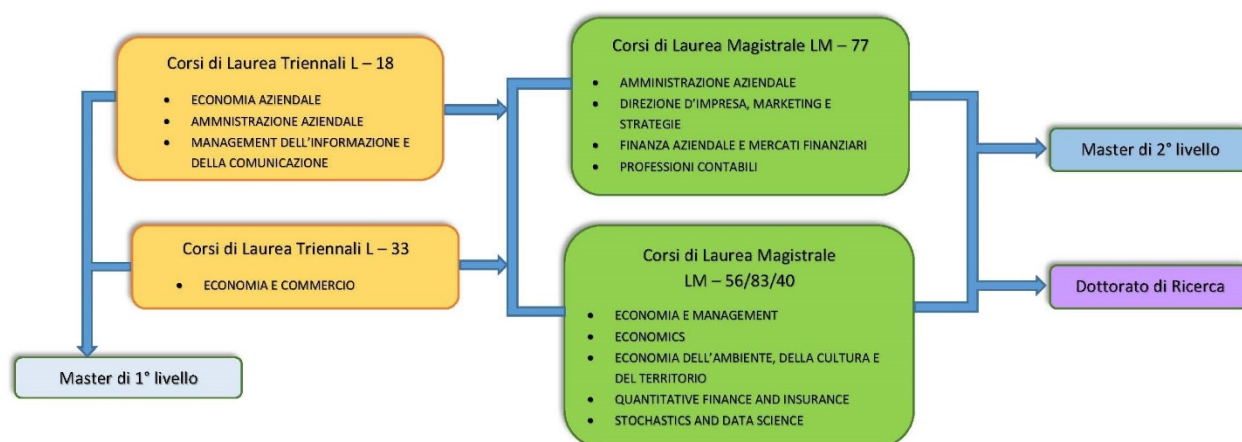 Corsi di Laurea Triennali L – 18
• ECONOMIA AZIENDALE
• AMMNISTRAZIONE AZIENDALE
• MANAGEMENT DELL'INFORMAZIONE E
DELLA COMUNICAZIONE
Corsi di Laurea Triennali L – 33
• ECONOMIA E COMMERCIO
Master di 1° livello
Corsi di Laurea Magistrale LM – 77
• AMMINISTRAZIONE AZIENDALE
• DIREZIONE D'IMPRESA, MARKETING E
STRATEGIE
• FINANZA AZIENDALE E MERCATI FINANZIARI
• PROFESSIONI CONTABILI
Corsi di Laurea Magistrale
LM – 56/83/40
• ECONOMIA E MANAGEMENT
• ECONOMICS
• ECONOMIA DELL'AMBIENTE, DELLA CULTURA E
DEL TERRITORIO
• QUANTITATIVE FINANCE AND INSURANCE
• STOCHASTICS AND DATA SCIENCE
Master di 2° livello
Dottorato di Ricerca